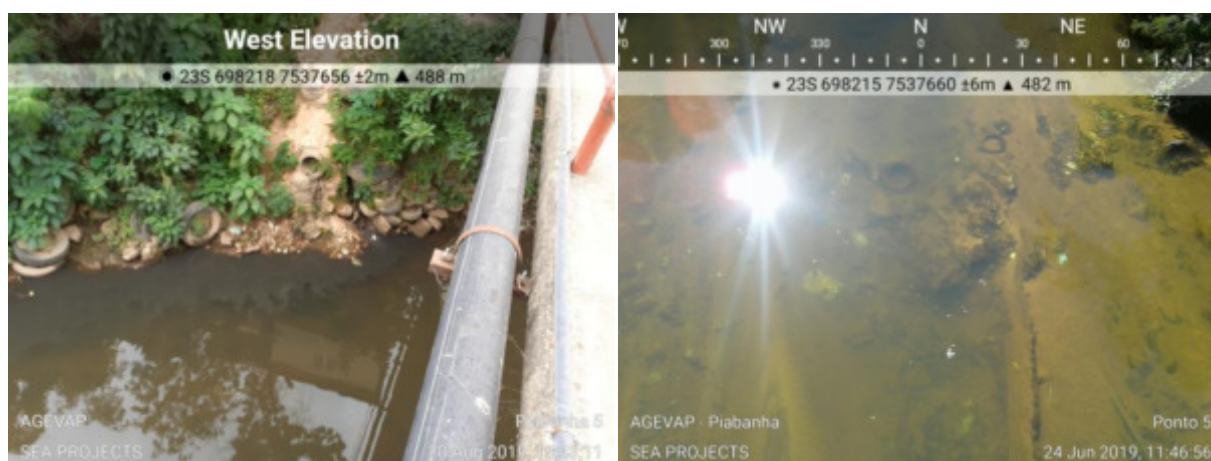 West Elevation
23S 698218 7537656 ±2m ▲ 488 m
AGEVAP
SEA PROJECTS
NW N NE
300 330 0 30 60
23S 698215 7537660 ±6m ▲ 482 m
AGEVAP - Piabanha
Ponto 5
SEA PROJECTS
24 Jun 2019, 11:46:56